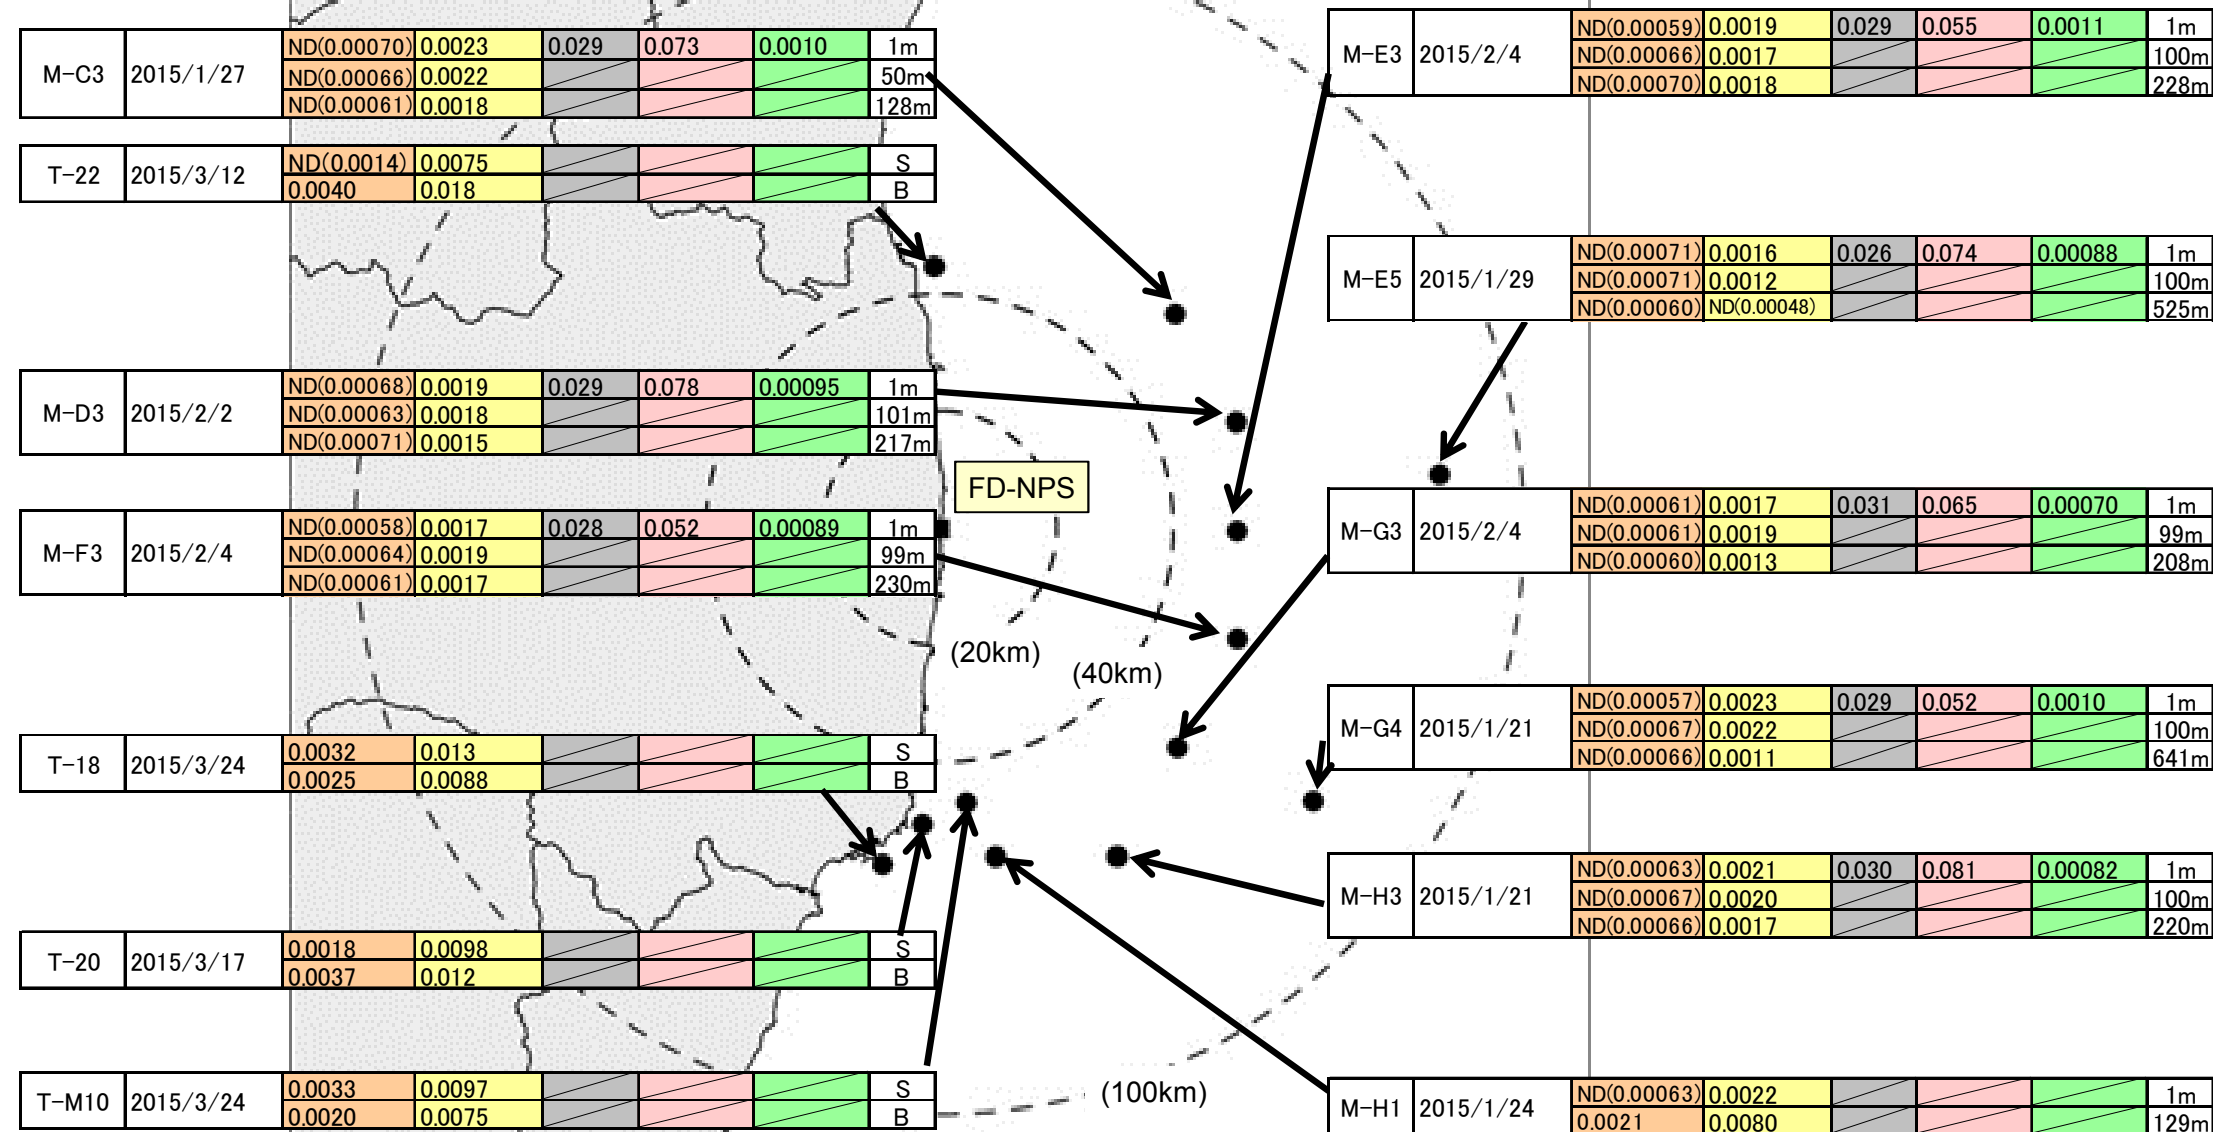 M-C3 2015/1/27 ND(0.00070) 0.0023 0.029 0.073 0.0010 1m
ND(0.00066) 0.0022 50m
ND(0.00061) 0.0018 128m
T-22 2015/3/12 ND(0.0014) 0.0075 S
0.0040 0.018 B
M-D3 2015/2/2 ND(0.00068) 0.0019 0.029 0.078 0.00095 1m
ND(0.00063) 0.0018 101m
ND(0.00071) 0.0015 217m
M-F3 2015/2/4 ND(0.00058) 0.0017 0.028 0.052 0.00089 1m
ND(0.00064) 0.0019 99m
ND(0.00061) 0.0017 230m
T-18 2015/3/24 0.0032 0.013 S
0.0025 0.0088 B
T-20 2015/3/17 0.0018 0.0098 S
0.0037 0.012 B
T-M10 2015/3/24 0.0033 0.0097 S
0.0020 0.0075 B
FD-NPS
(20km)
(40km)
(100km)
M-E3 2015/2/4 ND(0.00059) 0.0019 0.029 0.055 0.0011 1m
ND(0.00066) 0.0017 100m
ND(0.00070) 0.0018 228m
M-E5 2015/1/29 ND(0.00071) 0.0016 0.026 0.074 0.00088 1m
ND(0.00071) 0.0012 100m
ND(0.00060) ND(0.00048) 525m
M-G3 2015/2/4 ND(0.00061) 0.0017 0.031 0.065 0.00070 1m
ND(0.00061) 0.0019 99m
ND(0.00060) 0.0013 208m
M-G4 2015/1/21 ND(0.00057) 0.0023 0.029 0.052 0.0010 1m
ND(0.00067) 0.0022 100m
ND(0.00066) 0.0011 641m
M-H3 2015/1/21 ND(0.00063) 0.0021 0.030 0.081 0.00082 1m
ND(0.00067) 0.0020 100m
ND(0.00066) 0.0017 220m
M-H1 2015/1/24 ND(0.00063) 0.0022 1m
0.0021 0.0080 129m